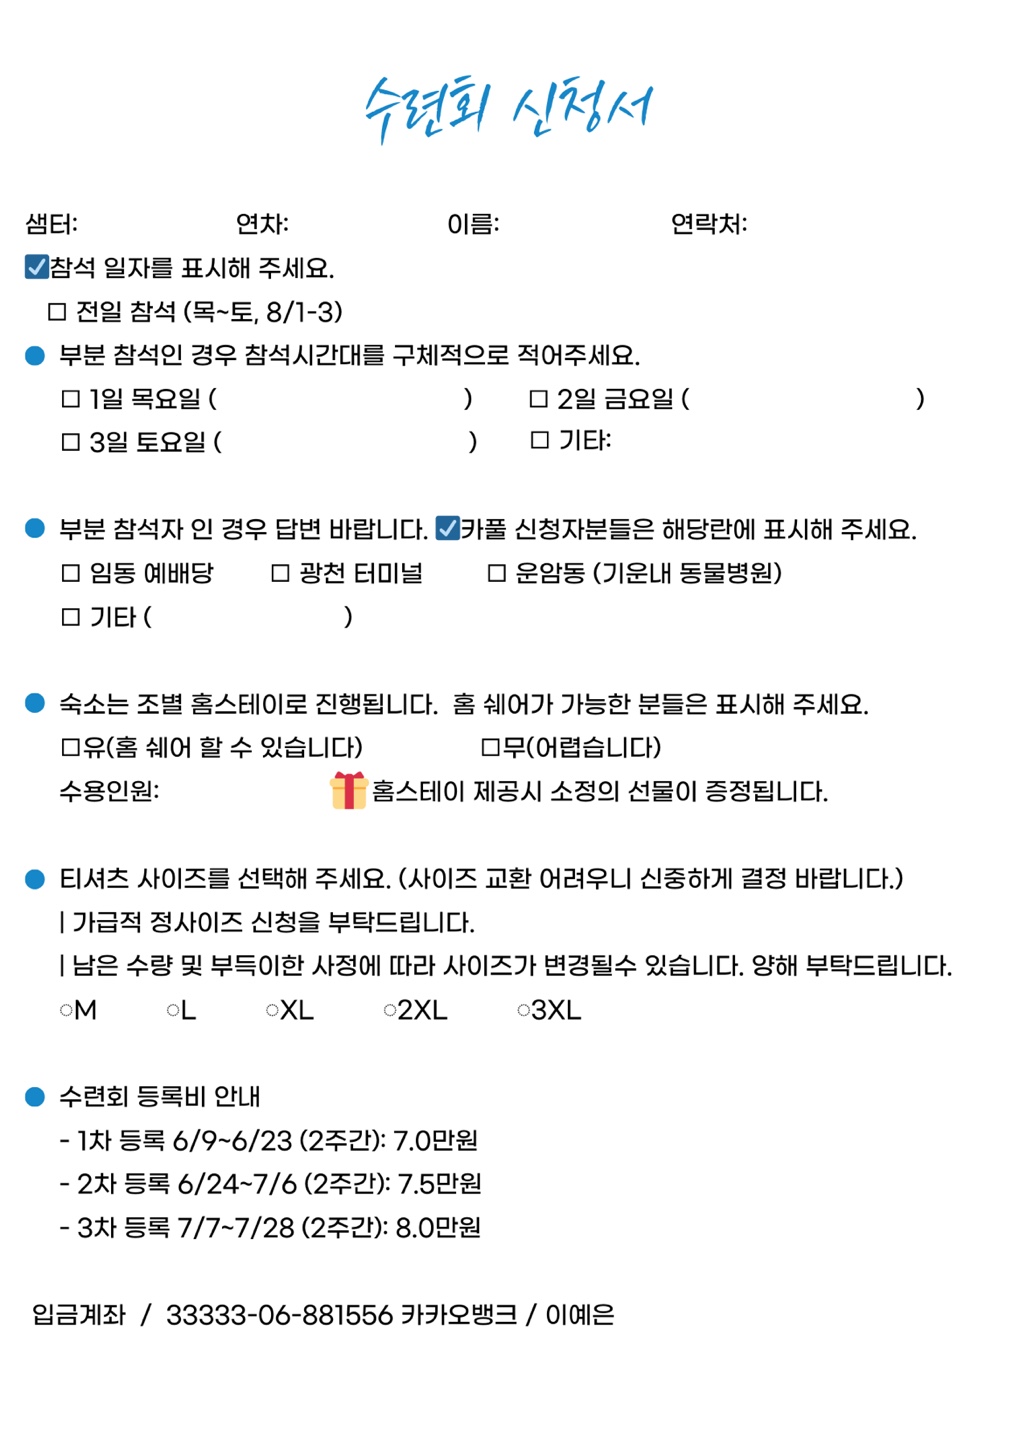 수련회 신청서
샘터: 연차: 이름: 연락처:
☑참석 일자를 표시해 주세요.
□ 전일 참석 (목~토, 8/1-3)
● 부분 참석인 경우 참석시간대를 구체적으로 적어주세요.
□ 1일 목요일 ( ) □ 2일 금요일 ( )
□ 3일 토요일 ( ) □ 기타:
● 부분 참석자 인 경우 답변 바랍니다. ☑카풀 신청자분들은 해당란에 표시해 주세요.
□ 임동 예배당 □ 광천 터미널 □ 운암동 (기운내 동물병원)
□ 기타 ( )
● 숙소는 조별 홈스테이로 진행됩니다. 홈 쉐어가 가능한 분들은 표시해 주세요.
□유(홈 쉐어 할 수 있습니다) □무(어렵습니다)
수용인원: 🎁홈스테이 제공시 소정의 선물이 증정됩니다.
● 티셔츠 사이즈를 선택해 주세요. (사이즈 교환 어려우니 신중하게 결정 바랍니다.)
| 가급적 정사이즈 신청을 부탁드립니다.
| 남은 수량 및 부득이한 사정에 따라 사이즈가 변경될수 있습니다. 양해 부탁드립니다.
◌M ◌L ◌XL ◌2XL ◌3XL
● 수련회 등록비 안내
- 1차 등록 6/9~6/23 (2주간): 7.0만원
- 2차 등록 6/24~7/6 (2주간): 7.5만원
- 3차 등록 7/7~7/28 (2주간): 8.0만원
입금계좌 / 33333-06-881556 카카오뱅크 / 이예은